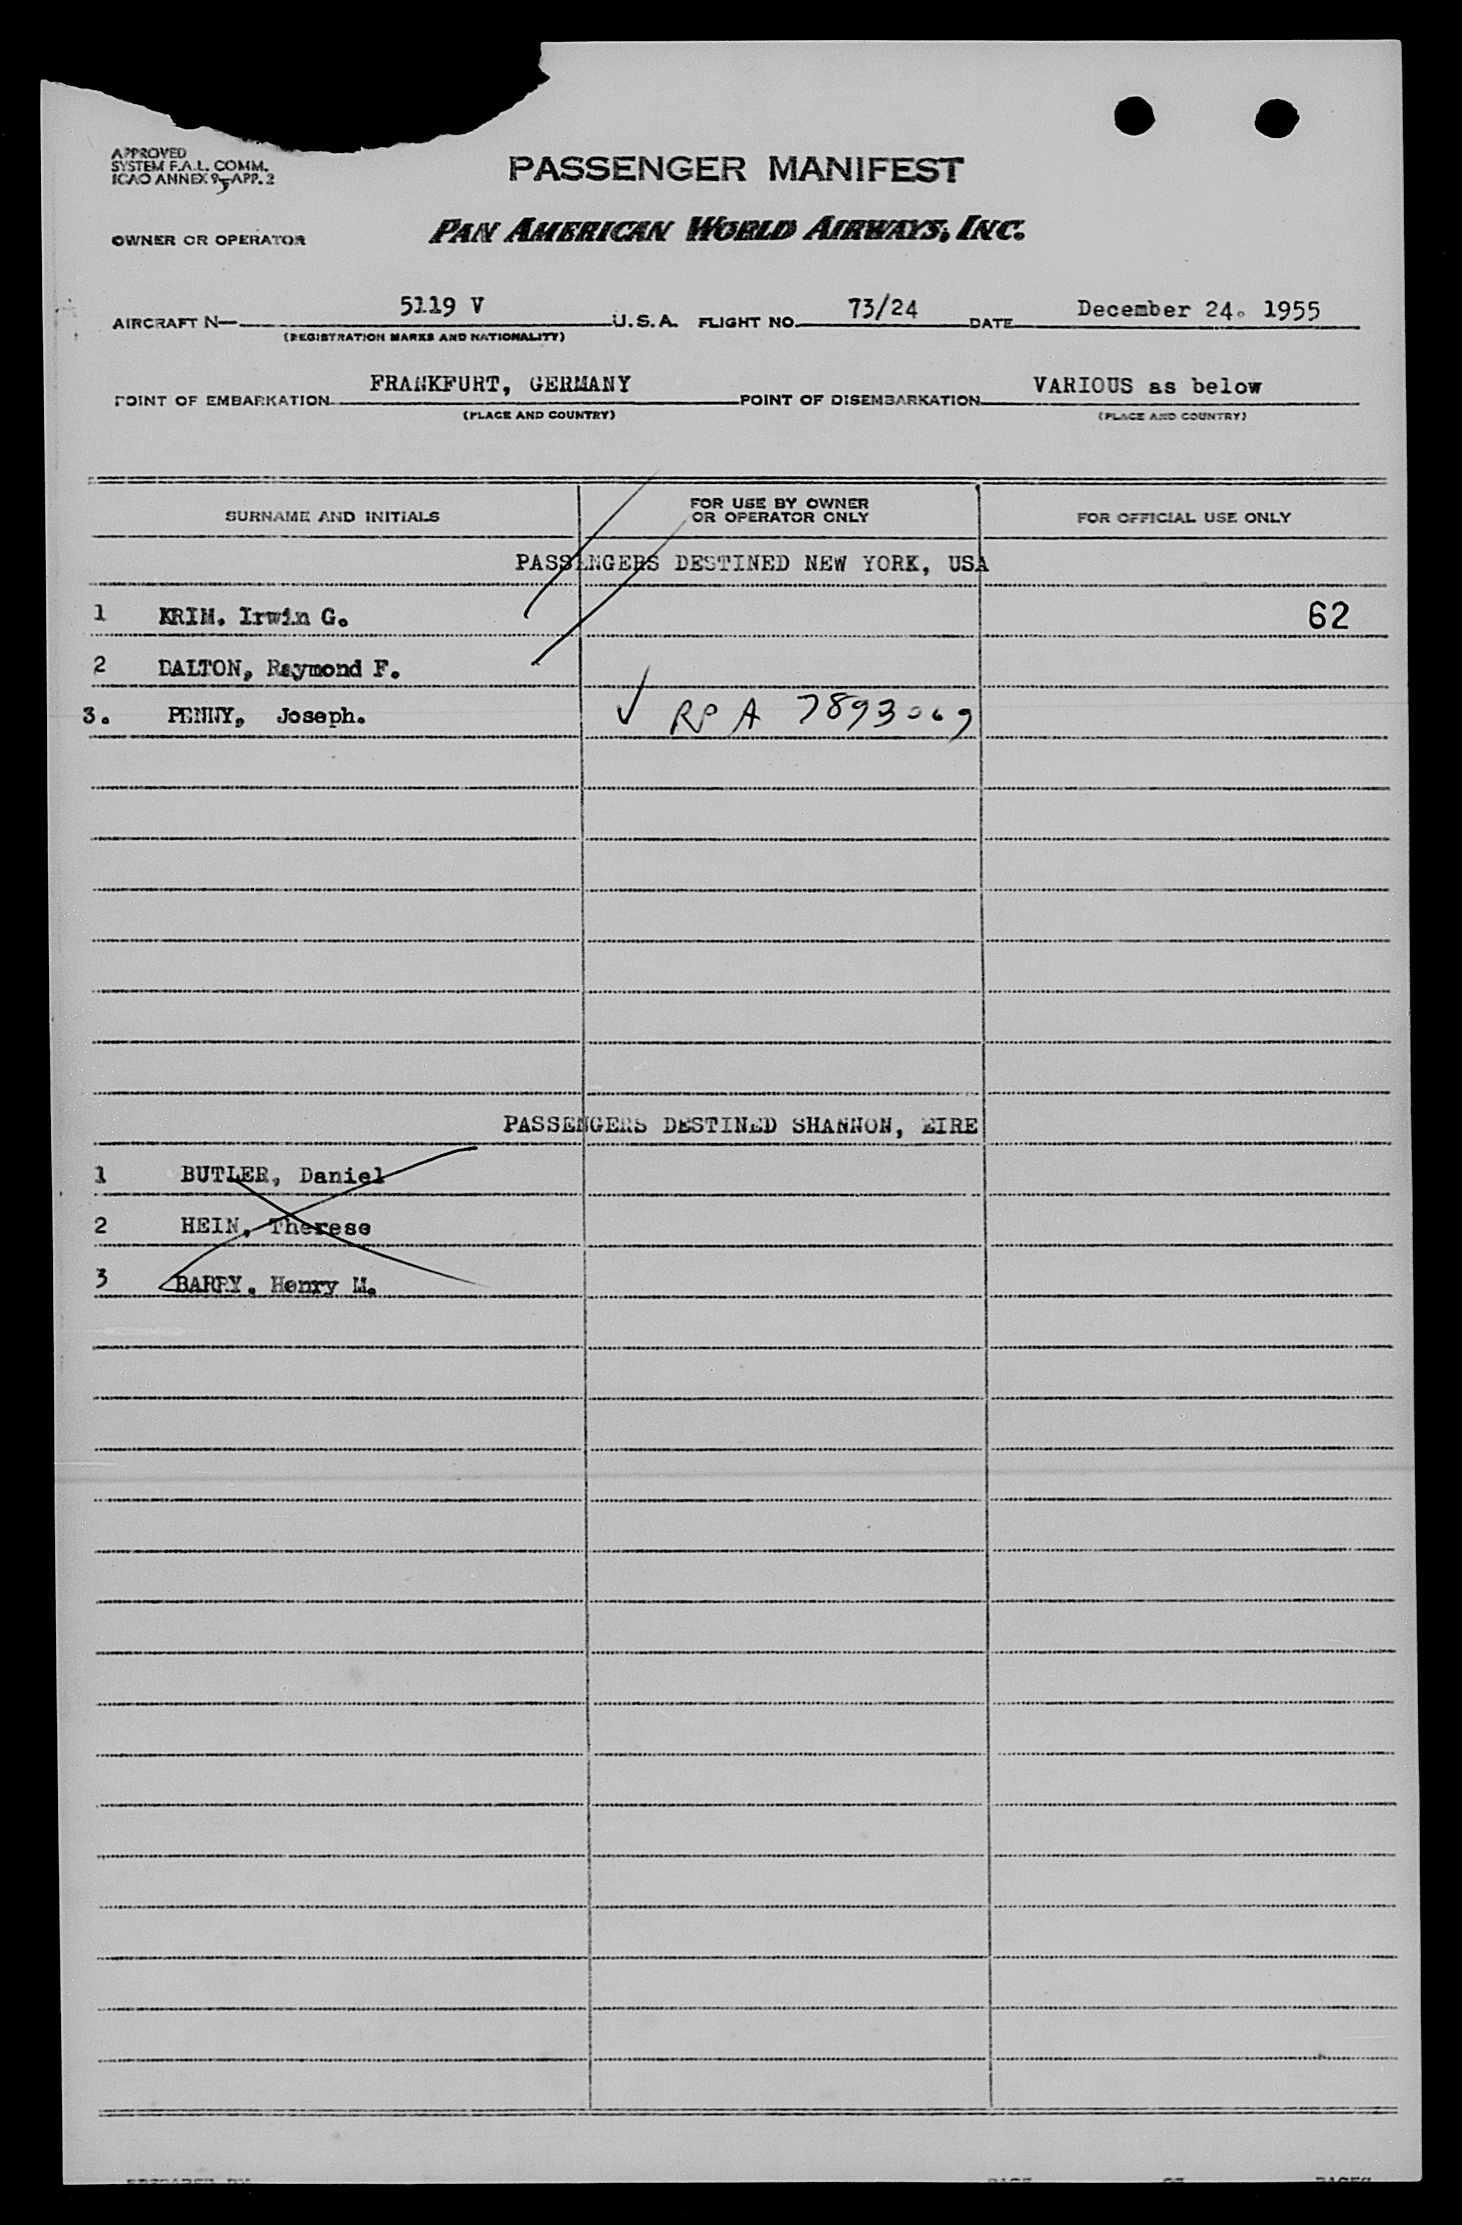 APPROVED
SYSTEM F.A.L. COMM.
ICAO ANNEX 9, APP. 2
PASSENGER MANIFEST
OWNER OR OPERATOR PAN AMERICAN WORLD AIRWAYS, INC.
AIRCRAFT N— 5119 V U.S.A. FLIGHT NO. 73/24 DATE December 24. 1955
(REGISTRATION MARKS AND NATIONALITY)
POINT OF EMBARKATION FRANKFURT, GERMANY POINT OF DISEMBARKATION VARIOUS as below
(PLACE AND COUNTRY) (PLACE AND COUNTRY)
SURNAME AND INITIALS FOR USE BY OWNER OR OPERATOR ONLY FOR OFFICIAL USE ONLY
PASSENGERS DESTINED NEW YORK, USA
1 KRIM. Irwin G. 62
2 DALTON, Raymond F.
3. PENNY, Joseph. ✓ RP A 7893069
PASSENGERS DESTINED SHANNON, EIRE
1 BUTLER, Daniel
2 HEIN, Therese
3 BARRY. Henry M.